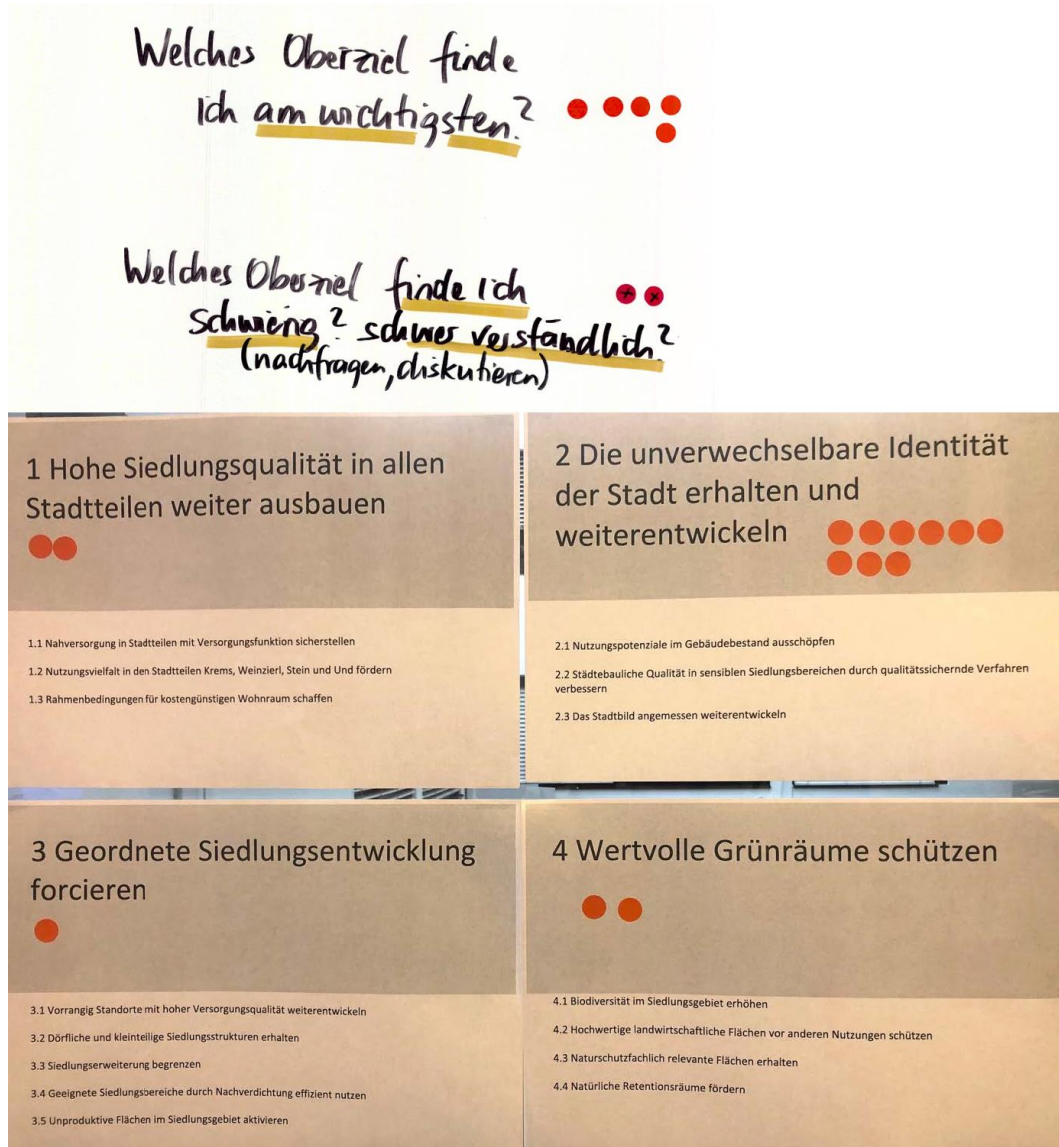 Welches Oberziel finde
ich am wichtigsten?
Welches Oberziel finde ich
schwierig? schwer verständlich?
(nachfragen, diskutieren)
1 Hohe Siedlungsqualität in allen
Stadtteilen weiter ausbauen
1.1 Nahversorgung in Stadtteilen mit Versorgungsfunktion sicherstellen
1.2 Nutzungsvielfalt in den Stadtteilen Krems, Weinzierl, Stein und Und fördern
1.3 Rahmenbedingungen für kostengünstigen Wohnraum schaffen
2 Die unverwechselbare Identität
der Stadt erhalten und
weiterentwickeln
2.1 Nutzungspotenziale im Gebäudebestand ausschöpfen
2.2 Städtebauliche Qualität in sensiblen Siedlungsbereichen durch qualitätssichernde Verfahren
verbessern
2.3 Das Stadtbild angemessen weiterentwickeln
3 Geordnete Siedlungsentwicklung
forcieren
3.1 Vorrangig Standorte mit hoher Versorgungsqualität weiterentwickeln
3.2 Dörfliche und kleinteilige Siedlungsstrukturen erhalten
3.3 Siedlungserweiterung begrenzen
3.4 Geeignete Siedlungsbereiche durch Nachverdichtung effizient nutzen
3.5 Unproduktive Flächen im Siedlungsgebiet aktivieren
4 Wertvolle Grünräume schützen
4.1 Biodiversität im Siedlungsgebiet erhöhen
4.2 Hochwertige landwirtschaftliche Flächen vor anderen Nutzungen schützen
4.3 Naturschutzfachlich relevante Flächen erhalten
4.4 Natürliche Retentionsräume fördern